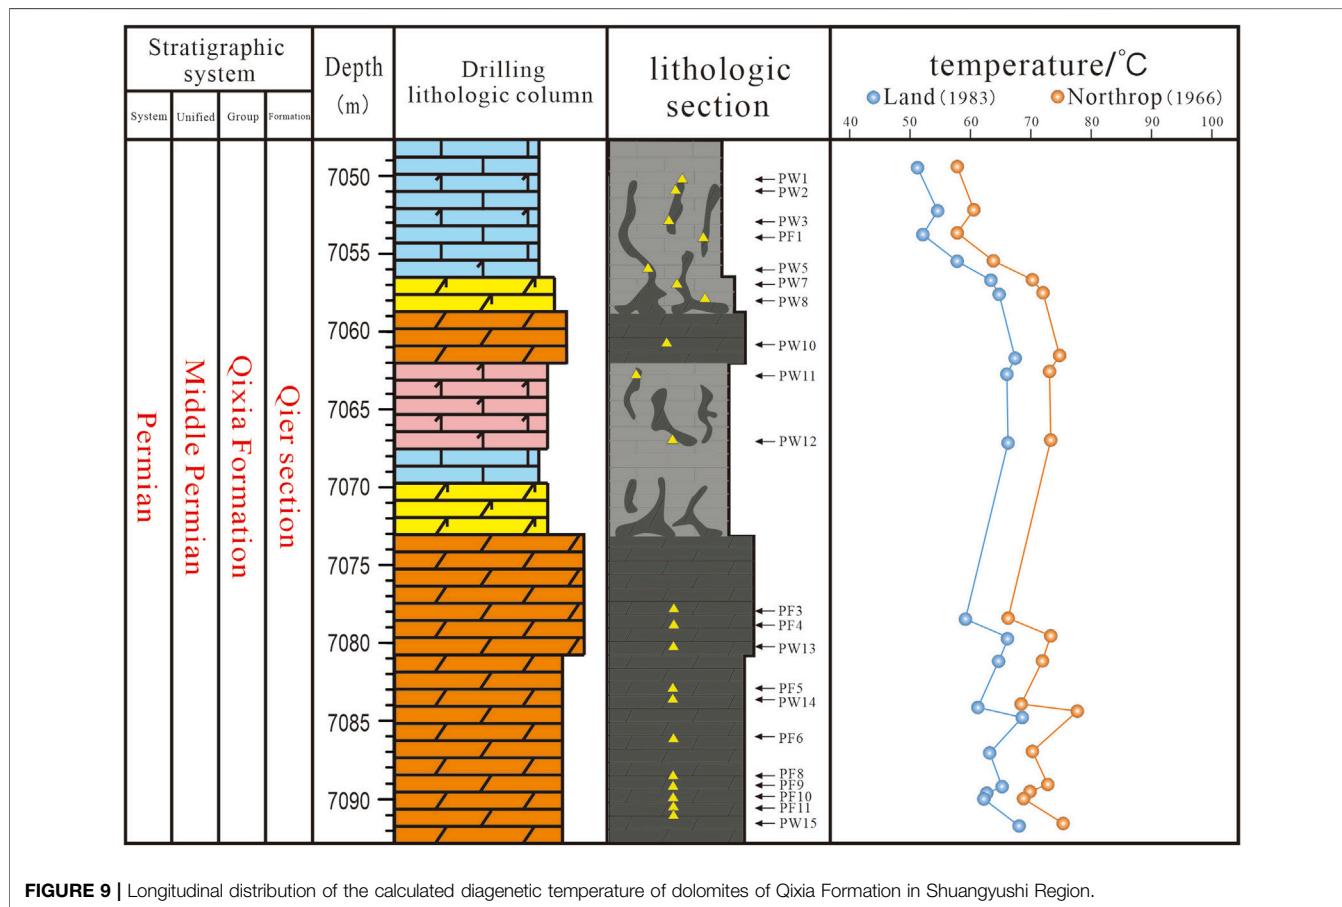 Stratigraphic
system
System
Unified
Group
Formation
Depth
(m)
Drilling
lithologic column
lithologic
section
temperature/℃
Land (1983)
Northrop (1966)
40
50
60
70
80
90
100
Permian
Middle Permian
Qixia Formation
Qier section
7050
7055
7060
7065
7070
7075
7080
7085
7090
PW1
PW2
PW3
PF1
PW5
PW7
PW8
PW10
PW11
PW12
PF3
PF4
PW13
PF5
PW14
PF6
PF8
PF9
PF10
PF11
PW15
FIGURE 9 | Longitudinal distribution of the calculated diagenetic temperature of dolomites of Qixia Formation in Shuangyushi Region.